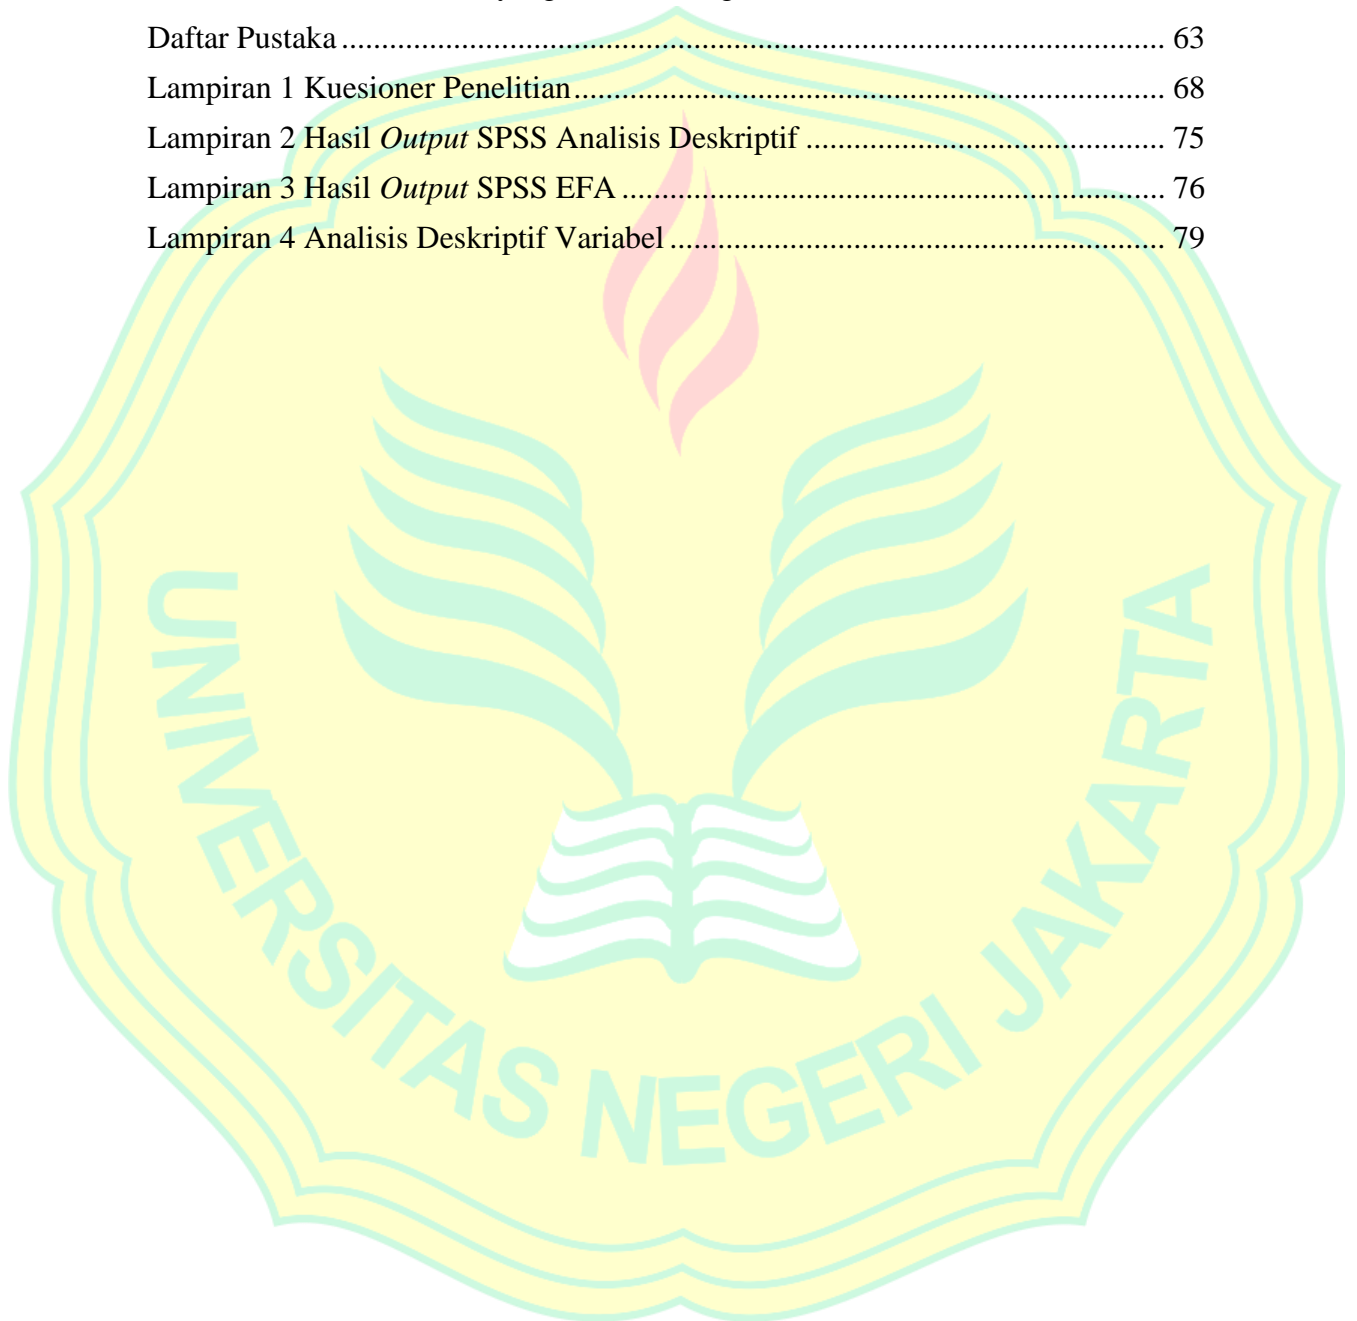 Daftar Pustaka ........................................................................................................ 63
Lampiran 1 Kuesioner Penelitian ........................................................................... 68
Lampiran 2 Hasil Output SPSS Analisis Deskriptif ............................................. 75
Lampiran 3 Hasil Output SPSS EFA .................................................................... 76
Lampiran 4 Analisis Deskriptif Variabel .............................................................. 79
UNIVERSITAS NEGERI JAKARTA